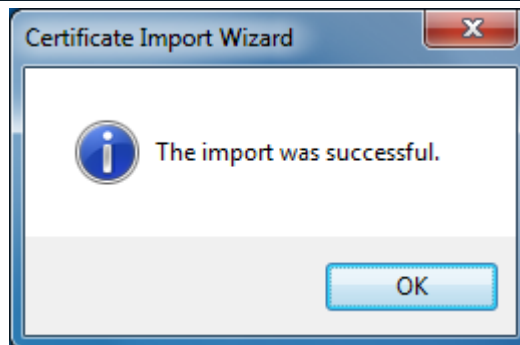 Certificate Import Wizard
The import was successful.
OK